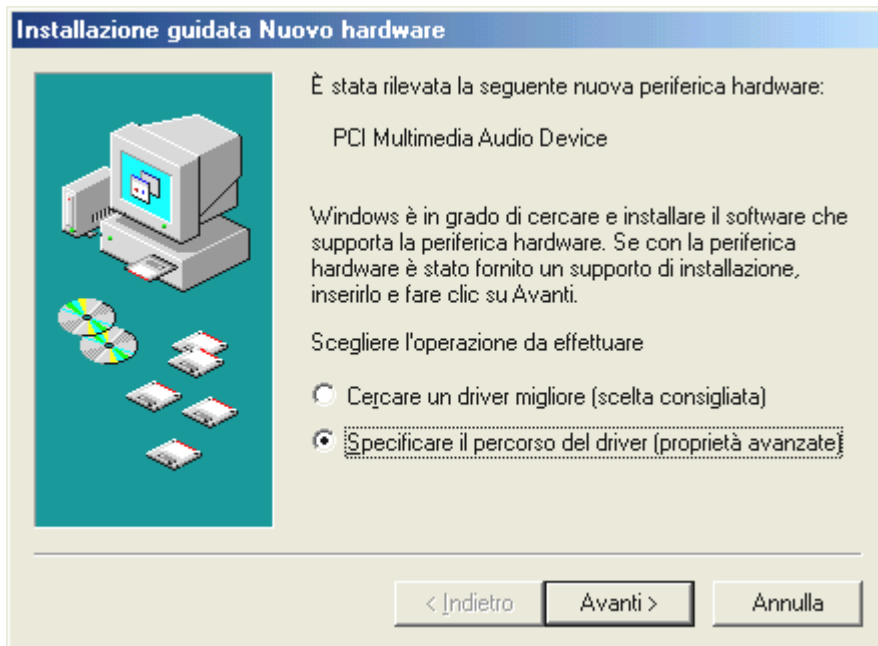 Installazione guidata Nuovo hardware
È stata rilevata la seguente nuova periferica hardware:
PCI Multimedia Audio Device
Windows è in grado di cercare e installare il software che
supporta la periferica hardware. Se con la periferica
hardware è stato fornito un supporto di installazione,
inserirlo e fare clic su Avanti.
Scegliere l'operazione da effettuare
Cercare un driver migliore (scelta consigliata)
Specificare il percorso del driver (proprietà avanzate)
< Indietro
Avanti >
Annulla